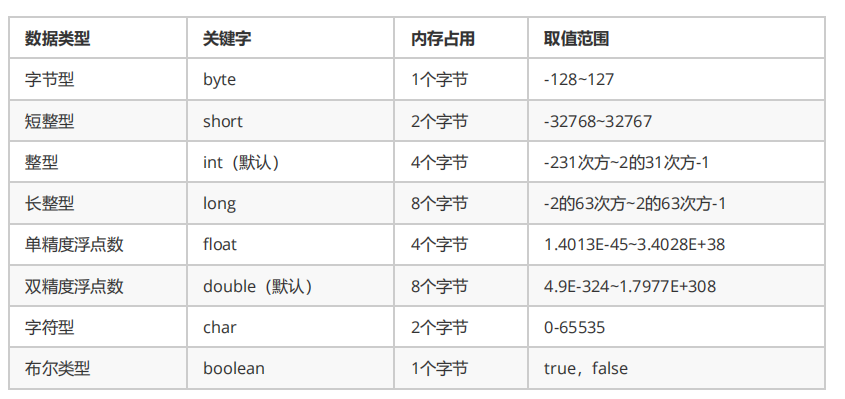 数据类型 关键字 内存占用 取值范围
字节型 byte 1个字节 -128~127
短整型 short 2个字节 -32768~32767
整型 int（默认） 4个字节 -231次方~2的31次方-1
长整型 long 8个字节 -2的63次方~2的63次方-1
单精度浮点数 float 4个字节 1.4013E-45~3.4028E+38
双精度浮点数 double（默认） 8个字节 4.9E-324~1.7977E+308
字符型 char 2个字节 0-65535
布尔类型 boolean 1个字节 true，false